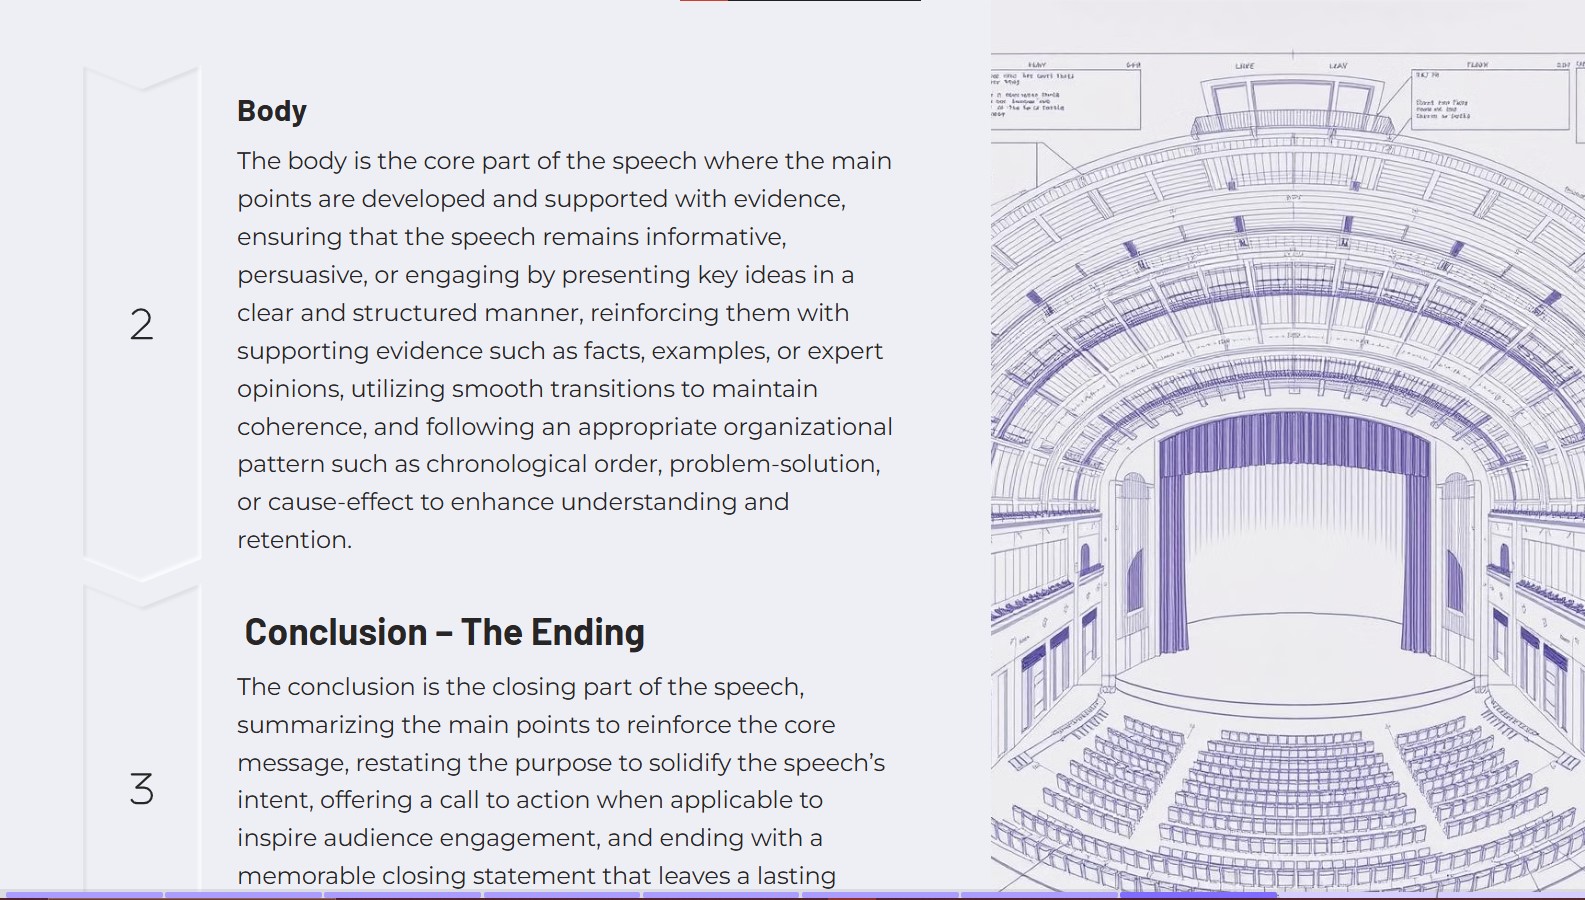 Body
The body is the core part of the speech where the main
points are developed and supported with evidence,
ensuring that the speech remains informative,
persuasive, or engaging by presenting key ideas in a
clear and structured manner, reinforcing them with
2
supporting evidence such as facts, examples, or expert
opinions, utilizing smooth transitions to maintain
coherence, and following an appropriate organizational
pattern such as chronological order, problem-solution,
or cause-effect to enhance understanding and
retention.
Conclusion – The Ending
The conclusion is the closing part of the speech,
summarizing the main points to reinforce the core
message, restating the purpose to solidify the speech’s
3
intent, offering a call to action when applicable to
inspire audience engagement, and ending with a
memorable closing statement that leaves a lasting